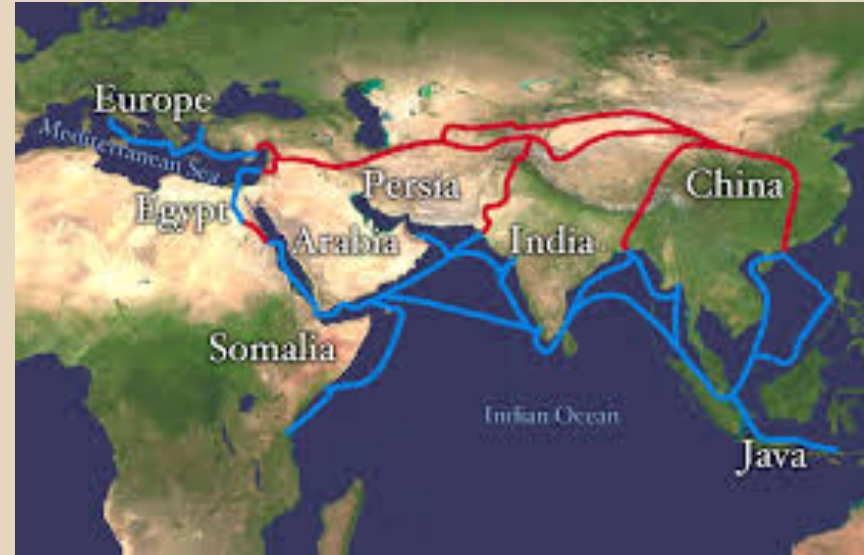 Europe
Mediterranean Sea
Egypt
Arabia
Persia
India
China
Somalia
Indian Ocean
Java